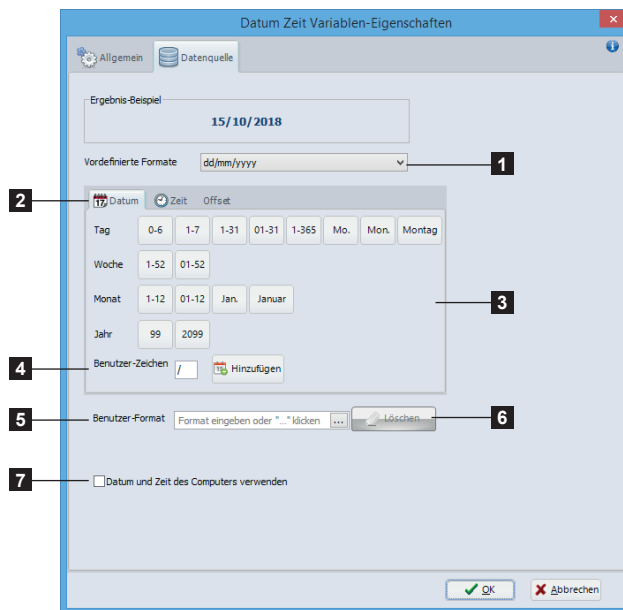 Datum Zeit Variablen-Eigenschaften
Allgemein Datenquelle
Ergebnis-Beispiel
15/10/2018
Vordefinierte Formate dd/mm/yyyy 1
2 Datum Zeit Offset
Tag 0-6 1-7 1-31 01-31 1-365 Mo. Mon. Montag
Woche 1-52 01-52
Monat 1-12 01-12 Jan. Januar 3
Jahr 99 2099
4 Benutzer-Zeichen / Hinzufügen
5 Benutzer-Format Format eingeben oder "..." klicken ... Löschen 6
7 Datum und Zeit des Computers verwenden
OK Abbrechen